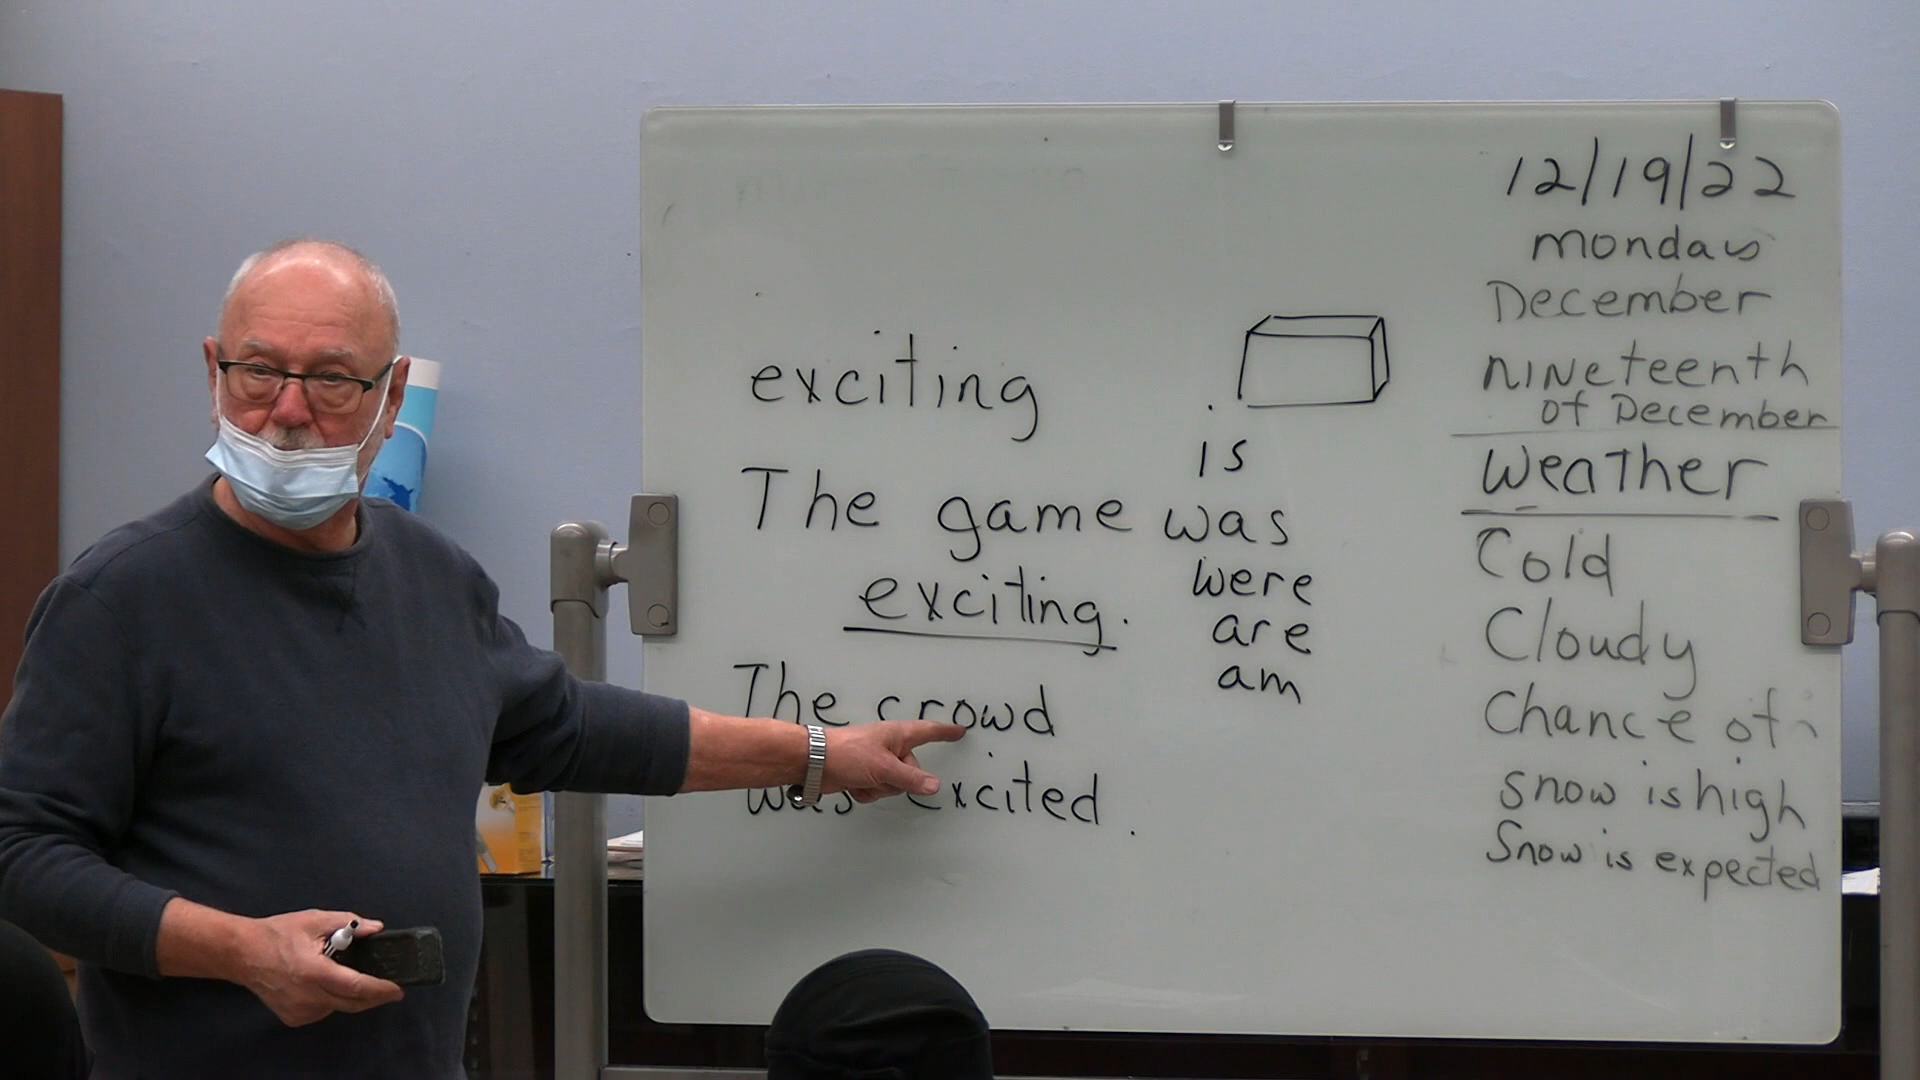 exciting
The game was
exciting.
The crowd
was excited.
is
were
are
am
12/19/22
monday
December
nineteenth
of December
Weather
Cold
Cloudy
Chance of
snow is high
Snow is expected